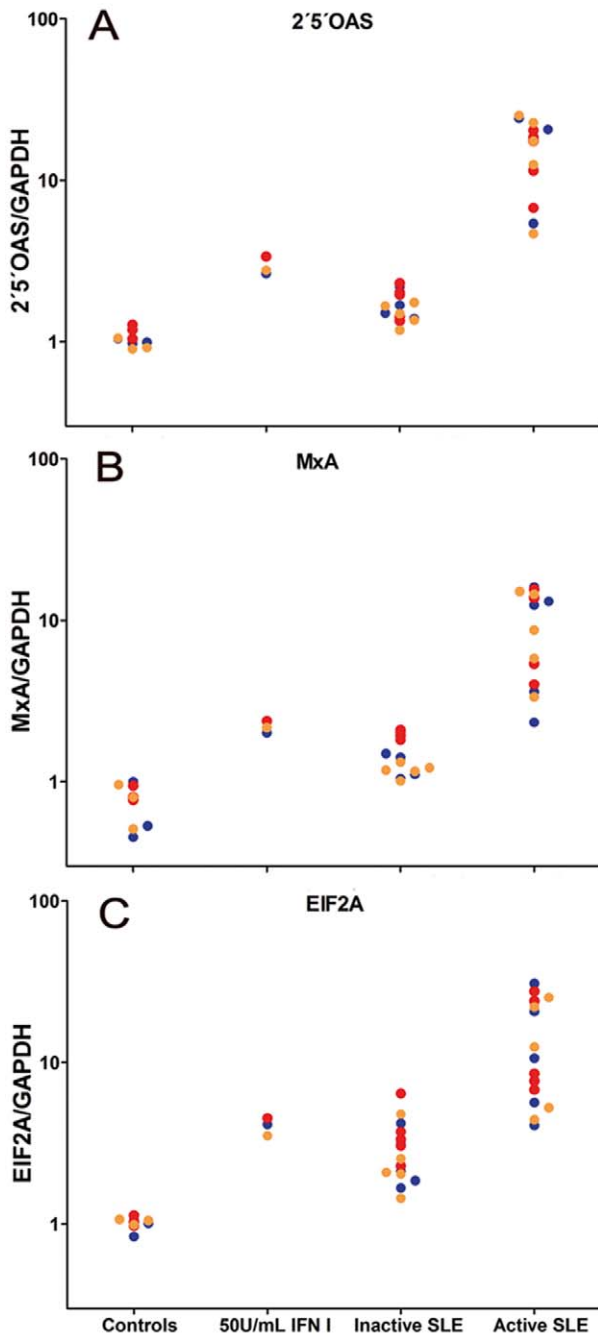 A
2´5´OAS
2´5´OAS/GAPDH
100
10
1
B
MxA
MxA/GAPDH
100
10
1
C
EIF2A
EIF2A/GAPDH
100
10
1
Controls 50U/mL IFN I Inactive SLE Active SLE